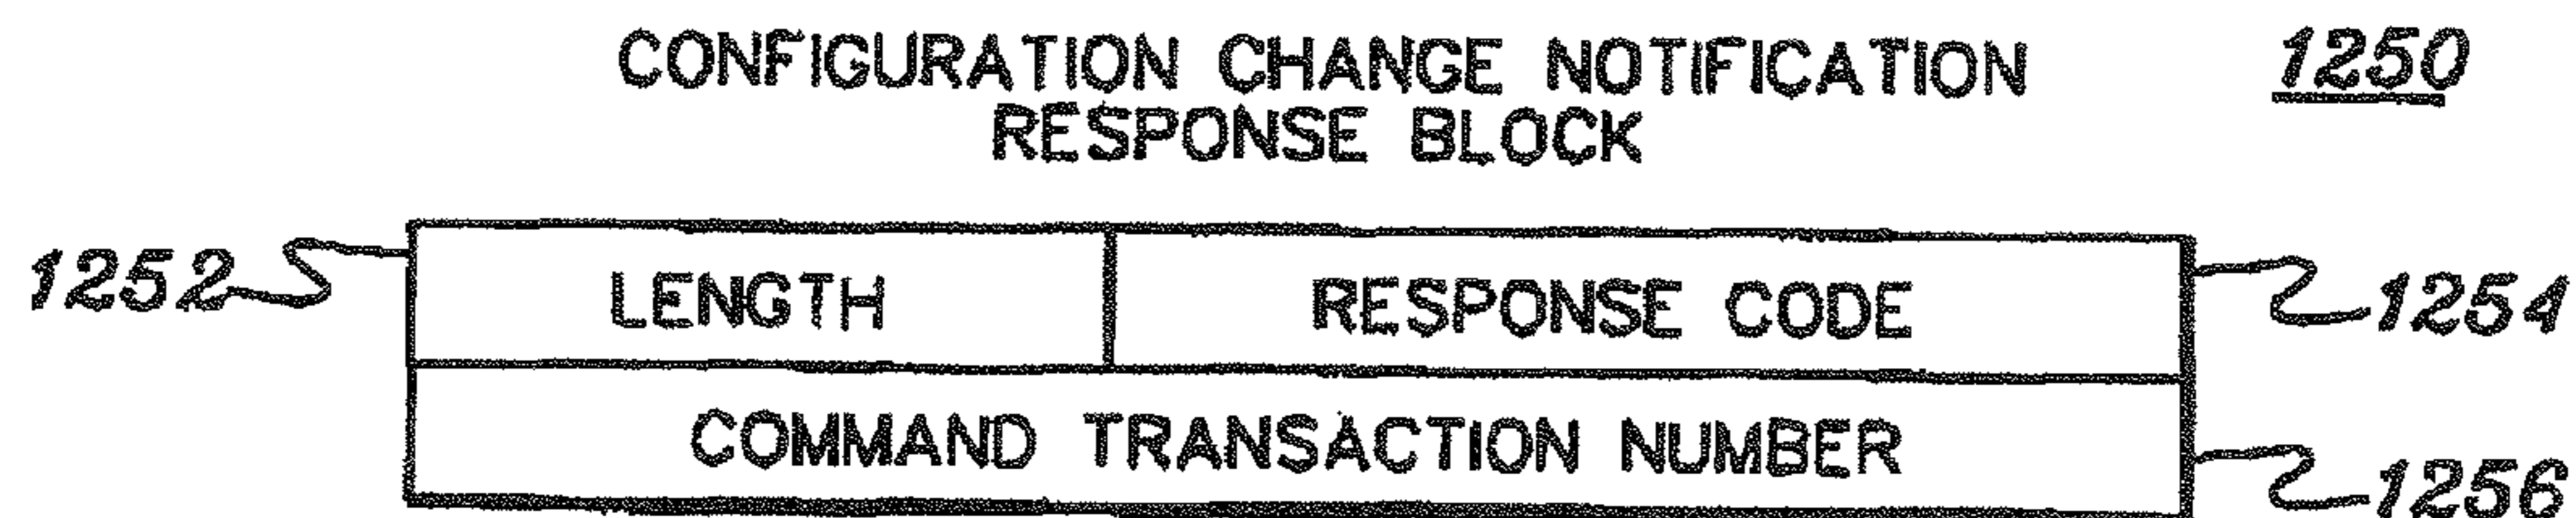 CONFIGURATION CHANGE NOTIFICATION 1250
RESPONSE BLOCK
1252 LENGTH RESPONSE CODE 1254
COMMAND TRANSACTION NUMBER 1256